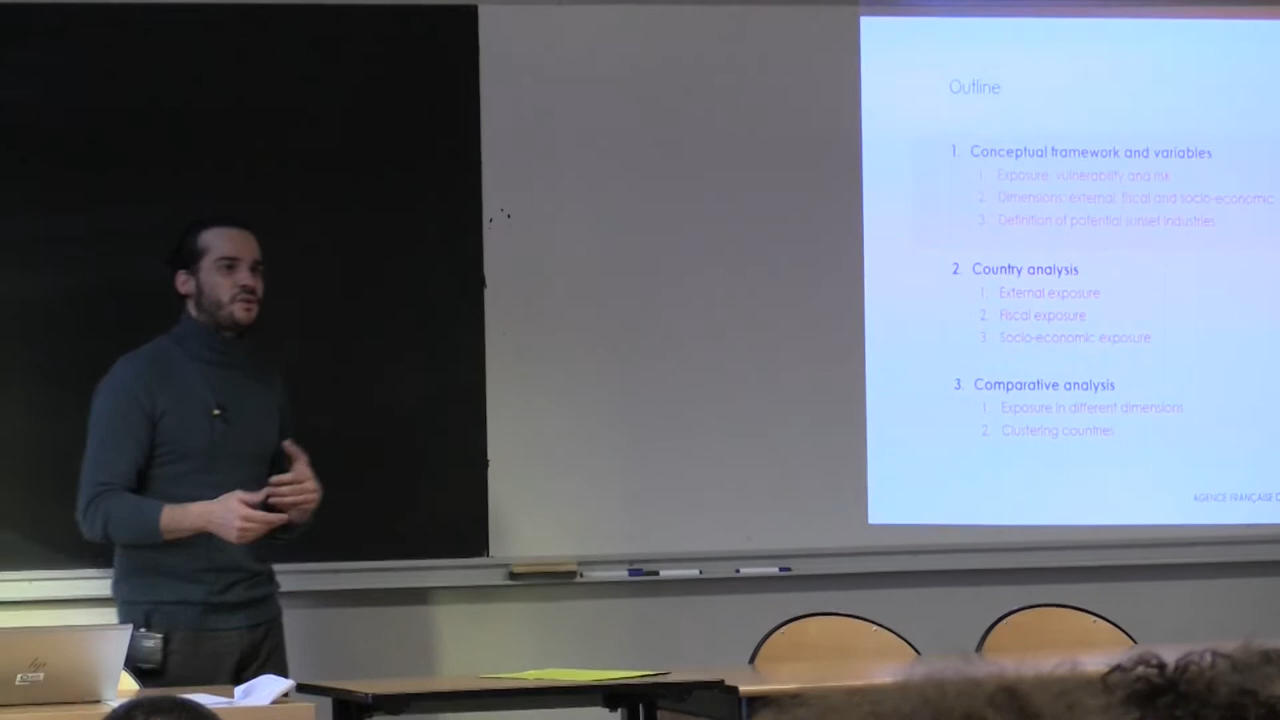 Outline
1. Conceptual framework and variables
1. Exposure, vulnerability and risk
2. Dimensions: external, fiscal and socio-economic
3. Definition of potential sunset industries
2. Country analysis
1. External exposure
2. Fiscal exposure
3. Socio-economic exposure
3. Comparative analysis
1. Exposure in different dimensions
2. Clustering countries
AGENCE FRANÇAISE D
hp